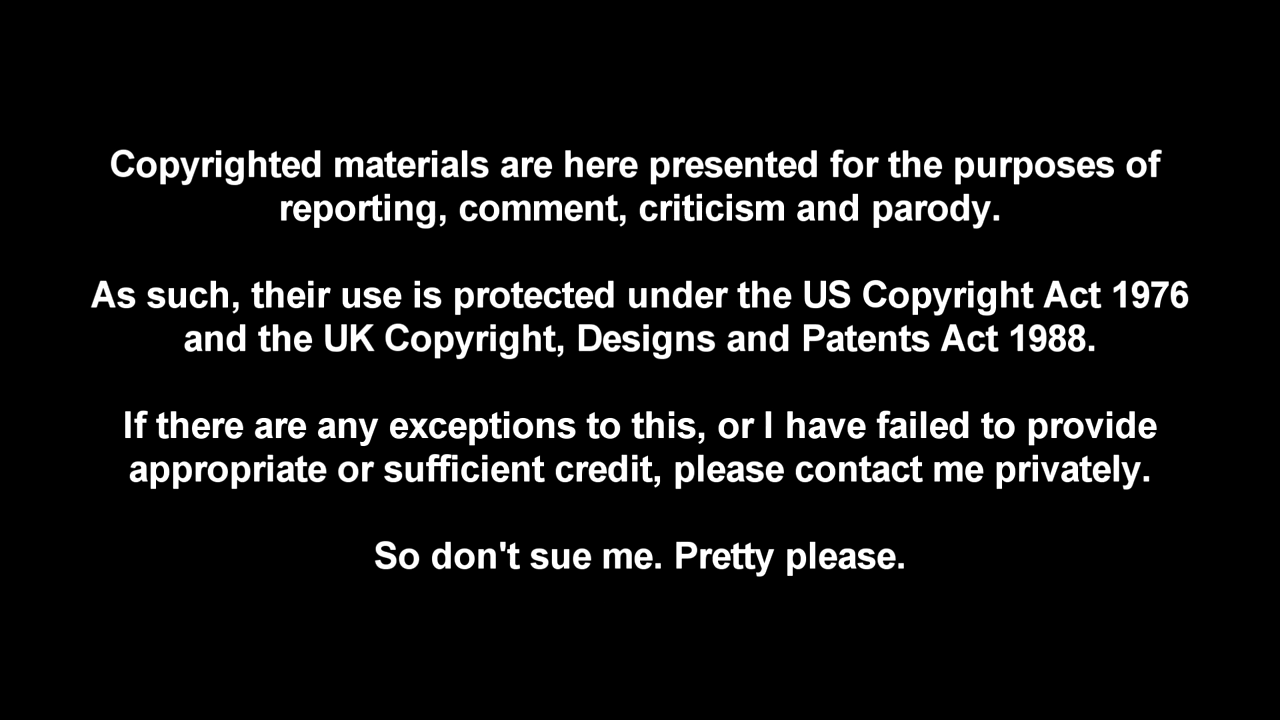 Copyrighted materials are here presented for the purposes of
reporting, comment, criticism and parody.
As such, their use is protected under the US Copyright Act 1976
and the UK Copyright, Designs and Patents Act 1988.
If there are any exceptions to this, or I have failed to provide
appropriate or sufficient credit, please contact me privately.
So don't sue me. Pretty please.